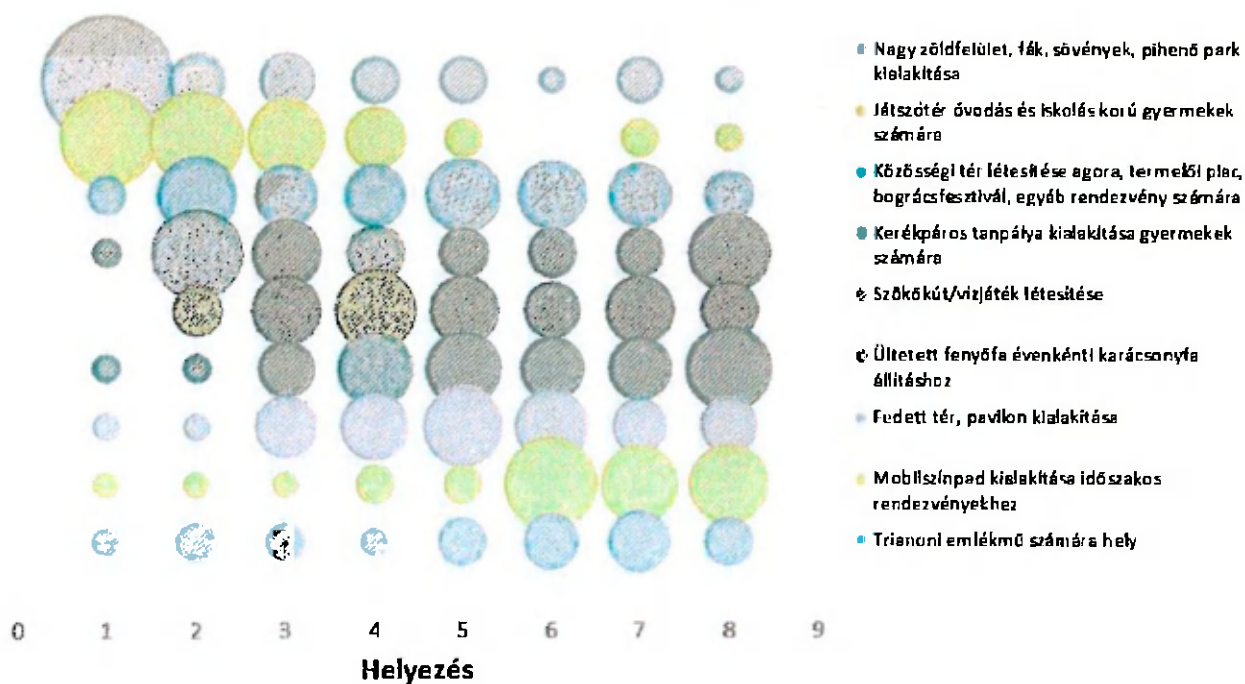 Nagy zöldfelület, fák, sövények, pihenő park
kialakítása
Játszótér óvodás és iskolás korú gyermekek
számára
Közösségi tér létesítése agora, termelői piac,
bográcsfesztivál, egyéb rendezvény számára
Kerékpáros tanpálya kialakítása gyermekek
számára
Szökőkút/vízjáték létesítése
Ültetett fenyőfa évenkénti karácsonyfa
állításhoz
Fedett tér, pavilon kialakítása
Mobilszínpad kialakítása időszakos
rendezvényekhez
Trianoni emlékmű számára hely
0 1 2 3 4 5 6 7 8 9
Helyezés